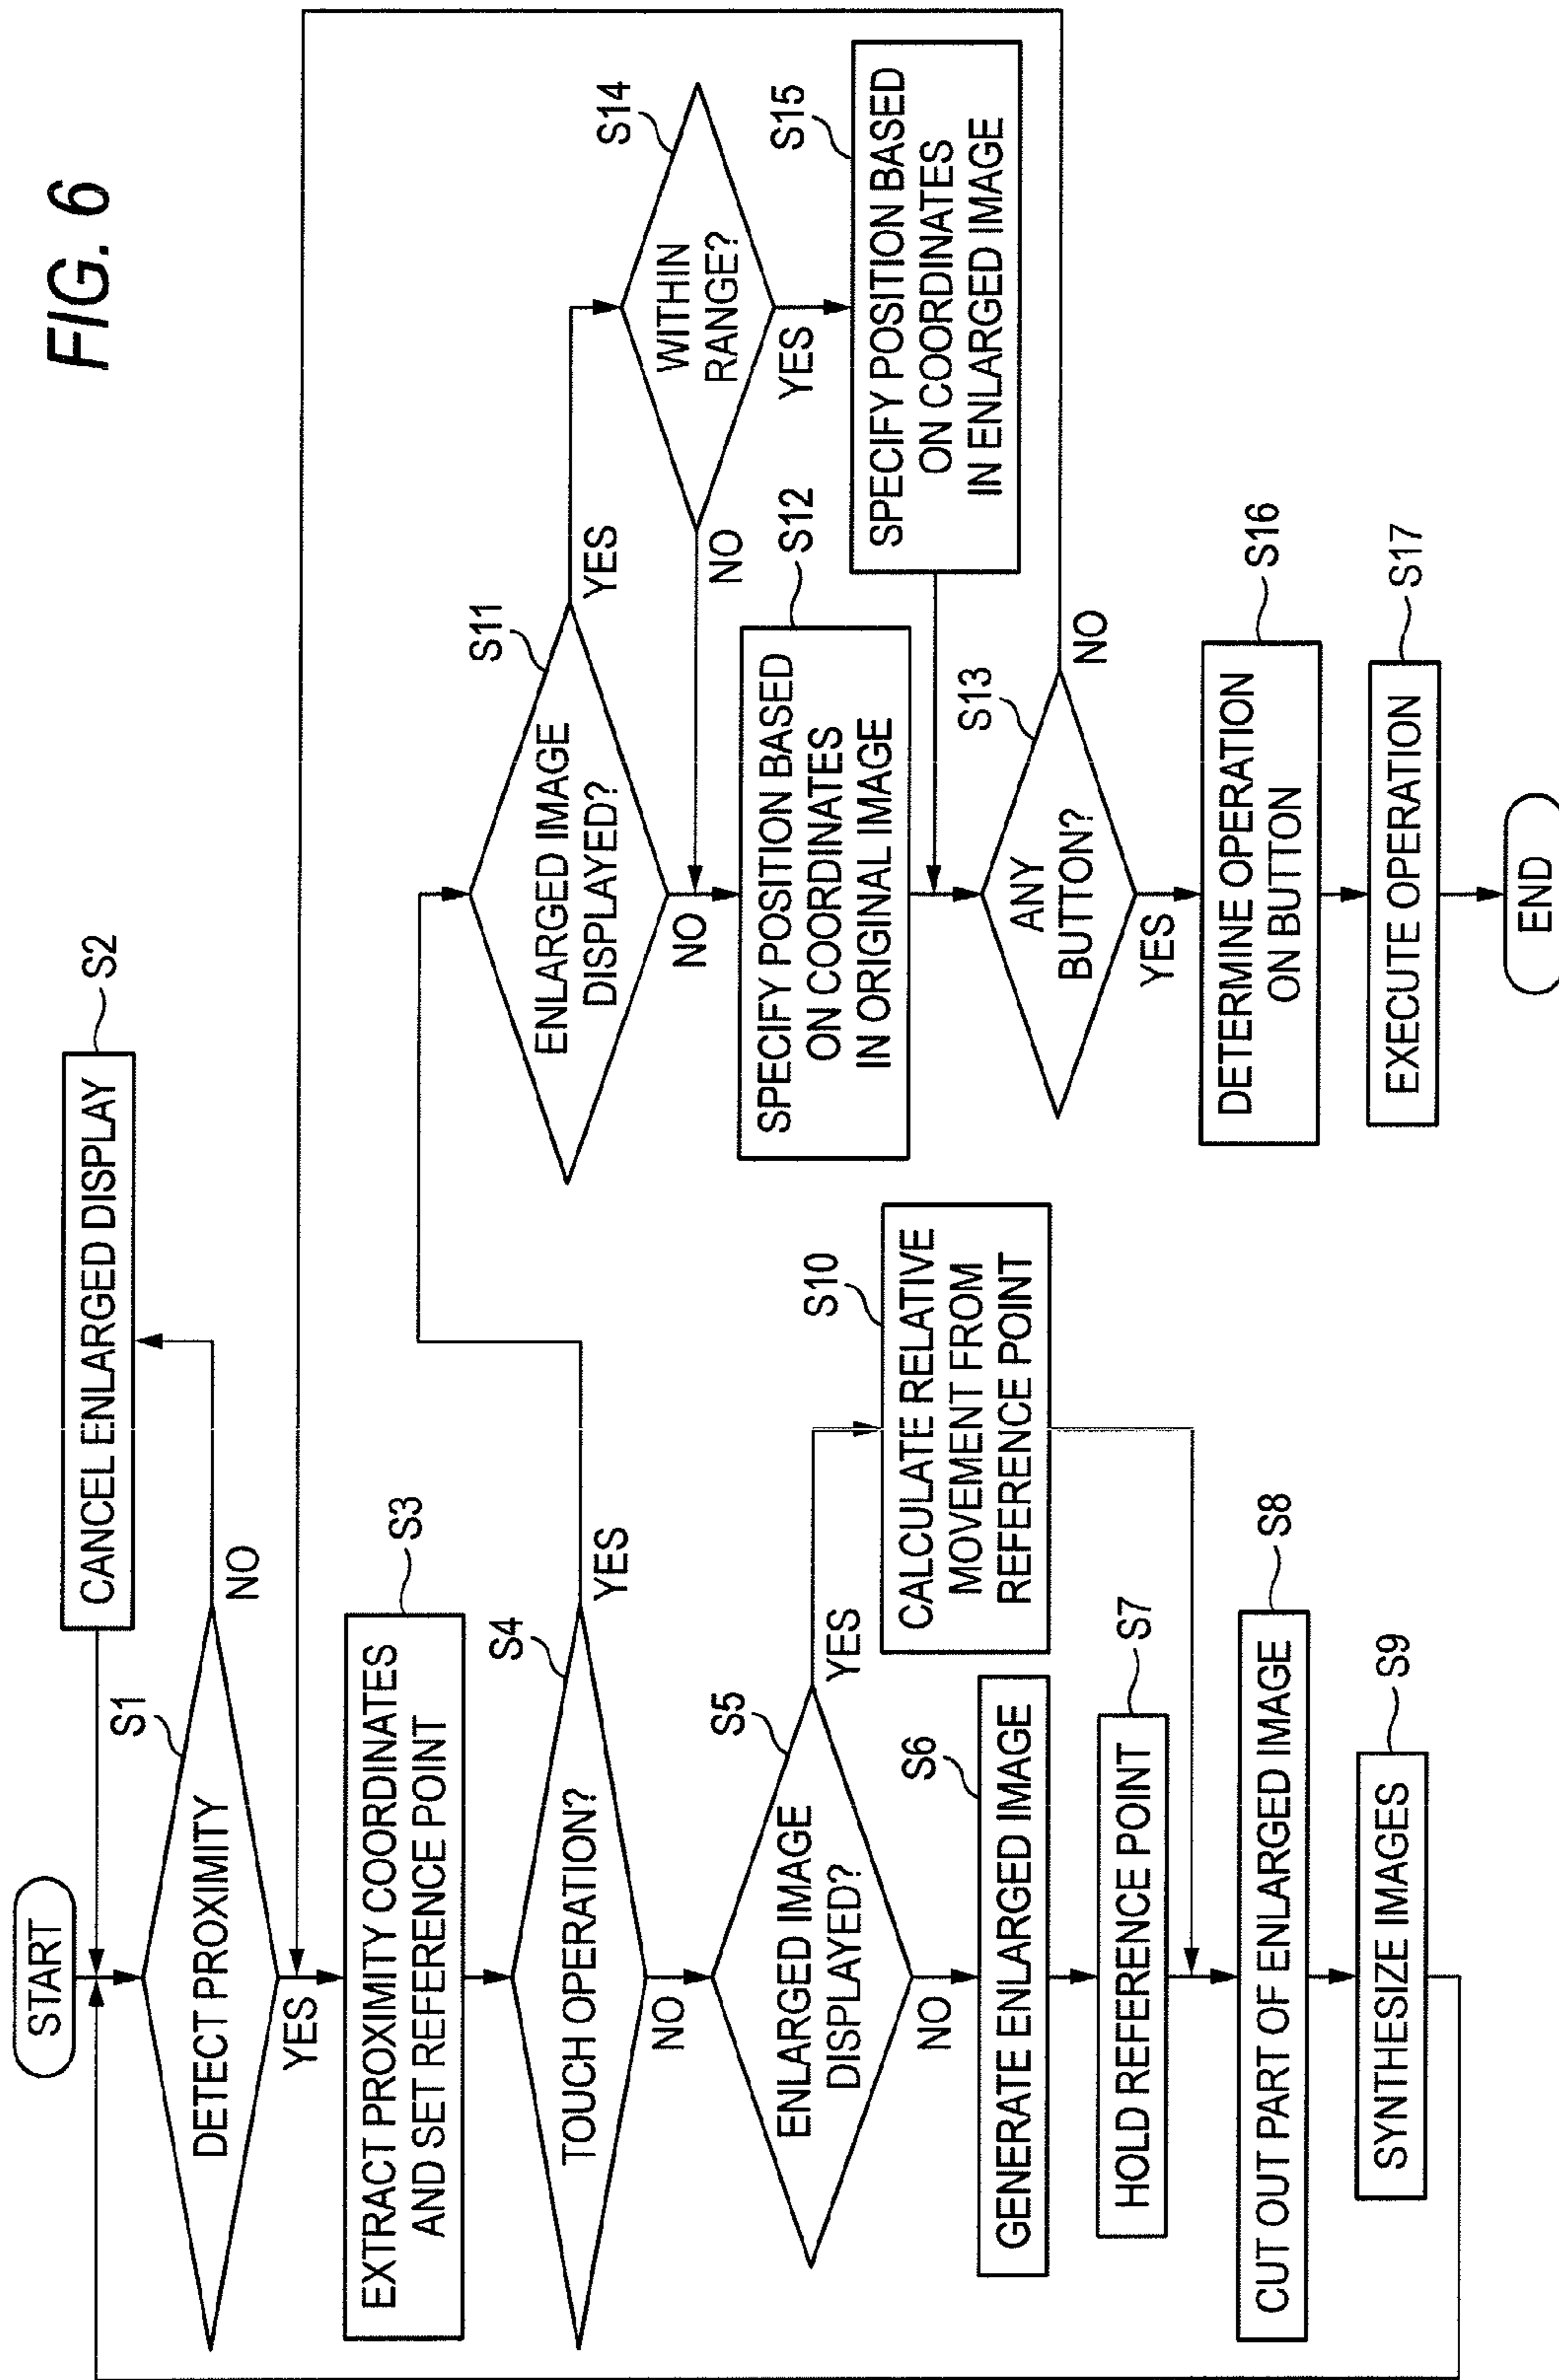 FIG. 6
START
S1
DETECT PROXIMITY
NO
YES
S2
CANCEL ENLARGED DISPLAY
S3
EXTRACT PROXIMITY COORDINATES
AND SET REFERENCE POINT
S4
TOUCH OPERATION?
YES
NO
S5
ENLARGED IMAGE
DISPLAYED?
YES
NO
S6
GENERATE ENLARGED IMAGE
S7
HOLD REFERENCE POINT
S10
CALCULATE RELATIVE
MOVEMENT FROM
REFERENCE POINT
S8
CUT OUT PART OF ENLARGED IMAGE
S9
SYNTHESIZE IMAGES
S11
ENLARGED IMAGE
DISPLAYED?
YES
NO
S14
WITHIN
RANGE?
NO
YES
S12
SPECIFY POSITION BASED
ON COORDINATES
IN ORIGINAL IMAGE
S15
SPECIFY POSITION BASED
ON COORDINATES
IN ENLARGED IMAGE
S13
ANY
BUTTON?
NO
YES
S16
DETERMINE OPERATION
ON BUTTON
S17
EXECUTE OPERATION
END